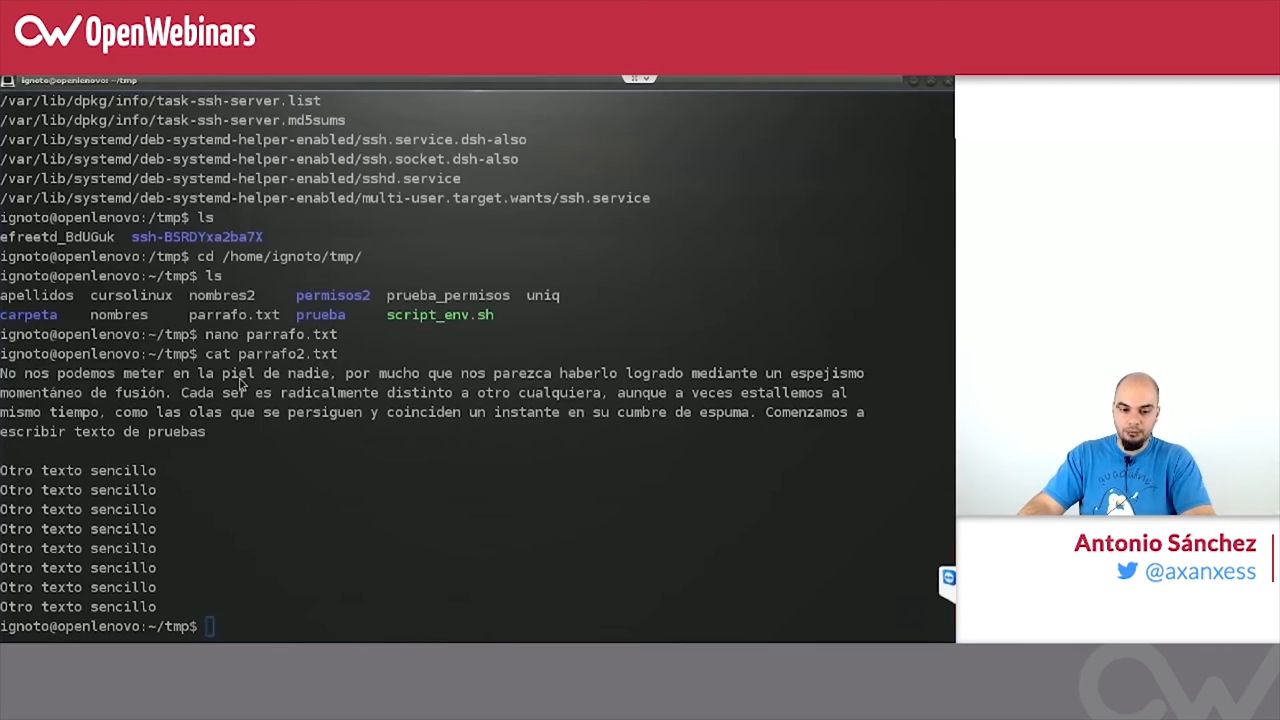 OpenWebinars
ignoto@openlenovo: ~/tmp
/var/lib/dpkg/info/task-ssh-server.list
/var/lib/dpkg/info/task-ssh-server.md5sums
/var/lib/systemd/deb-systemd-helper-enabled/ssh.service.dsh-also
/var/lib/systemd/deb-systemd-helper-enabled/ssh.socket.dsh-also
/var/lib/systemd/deb-systemd-helper-enabled/sshd.service
/var/lib/systemd/deb-systemd-helper-enabled/multi-user.target.wants/ssh.service
ignoto@openlenovo:/tmp$ ls
efreetd_BdUGuk  ssh-BSRDYxa2ba7X
ignoto@openlenovo:/tmp$ cd /home/ignoto/tmp/
ignoto@openlenovo:~/tmp$ ls
apellidos  cursolinux  nombres2     permisos2  prueba_permisos  uniq
carpeta    nombres     parrafo.txt  prueba     script_env.sh
ignoto@openlenovo:~/tmp$ nano parrafo.txt
ignoto@openlenovo:~/tmp$ cat parrafo2.txt
No nos podemos meter en la piel de nadie, por mucho que nos parezca haberlo logrado mediante un espejismo
momentáneo de fusión. Cada ser es radicalmente distinto a otro cualquiera, aunque a veces estallemos al
mismo tiempo, como las olas que se persiguen y coinciden un instante en su cumbre de espuma. Comenzamos a
escribir texto de pruebas
Otro texto sencillo
Otro texto sencillo
Otro texto sencillo
Otro texto sencillo
Otro texto sencillo
Otro texto sencillo
Otro texto sencillo
Otro texto sencillo
ignoto@openlenovo:~/tmp$
Antonio Sánchez
@axanxess